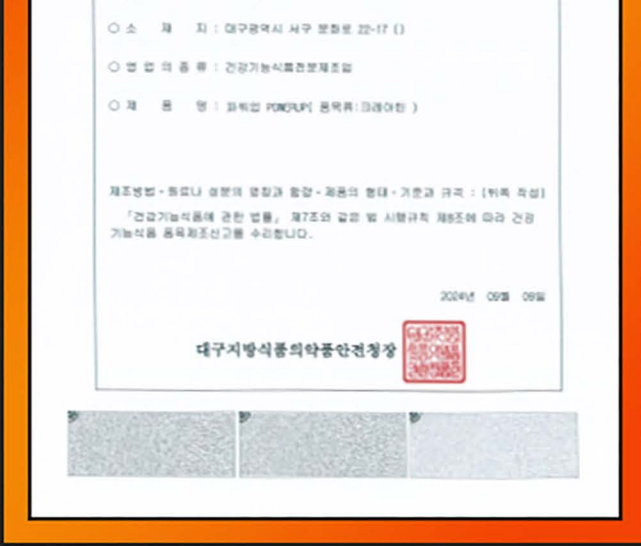 ○ 소 재 지 : 대구광역시 서구 문화로 22-17 ()
○ 영 업 의 종 류 : 건강기능식품전문제조업
○ 제 품 명 : 파워업 POWERUP( 품목류:크레아틴 )
제조방법·원료나 성분의 명칭과 함량·제품의 형태·기준과 규격 : [뒤쪽 작성]
「건강기능식품에 관한 법률」 제7조와 같은 법 시행규칙 제8조에 따라 건강
기능식품 품목제조신고를 수리합니다.
2024년 09월 09일
대구지방식품의약품안전청장